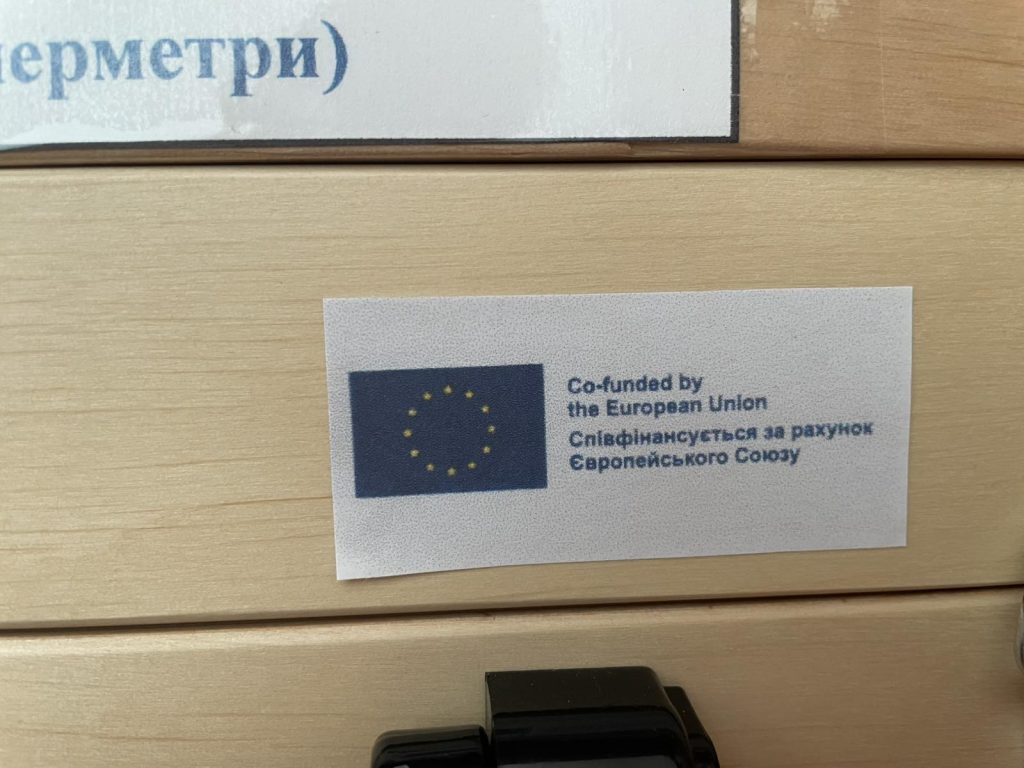 ерметри)
Co-funded by
the European Union
Співфінансується за рахунок
Європейського Союзу